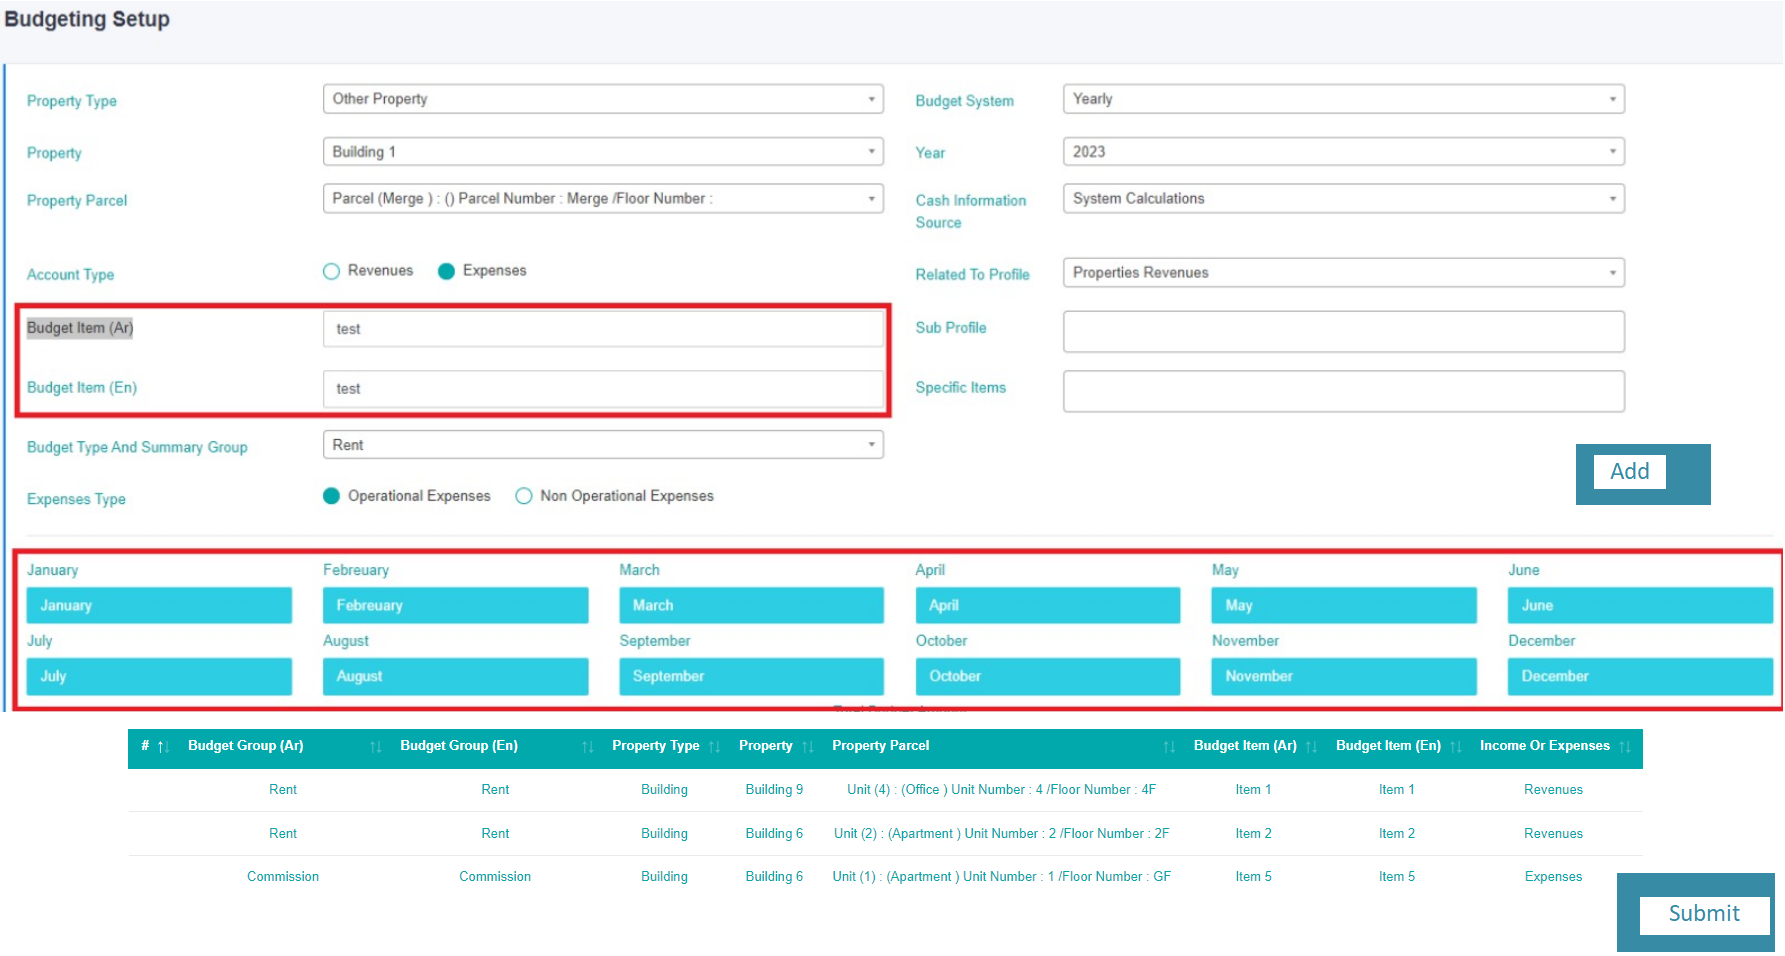 Budgeting Setup
Property Type
Other Property
Budget System
Yearly
Property
Building 1
Year
2023
Property Parcel
Parcel (Merge ) : () Parcel Number : Merge /Floor Number :
Cash Information
Source
System Calculations
Account Type
Revenues
Expenses
Related To Profile
Properties Revenues
Budget Item (Ar)
test
Sub Profile
Budget Item (En)
test
Specific Items
Budget Type And Summary Group
Rent
Add
Expenses Type
Operational Expenses
Non Operational Expenses
January Febreuary March April May June
January Febreuary March April May June
July August September October November December
July August September October November December
# Budget Group (Ar) Budget Group (En) Property Type Property Property Parcel Budget Item (Ar) Budget Item (En) Income Or Expenses
Rent Rent Building Building 9 Unit (4) : (Office ) Unit Number : 4 /Floor Number : 4F Item 1 Item 1 Revenues
Rent Rent Building Building 6 Unit (2) : (Apartment ) Unit Number : 2 /Floor Number : 2F Item 2 Item 2 Revenues
Commission Commission Building Building 6 Unit (1) : (Apartment ) Unit Number : 1 /Floor Number : GF Item 5 Item 5 Expenses
Submit